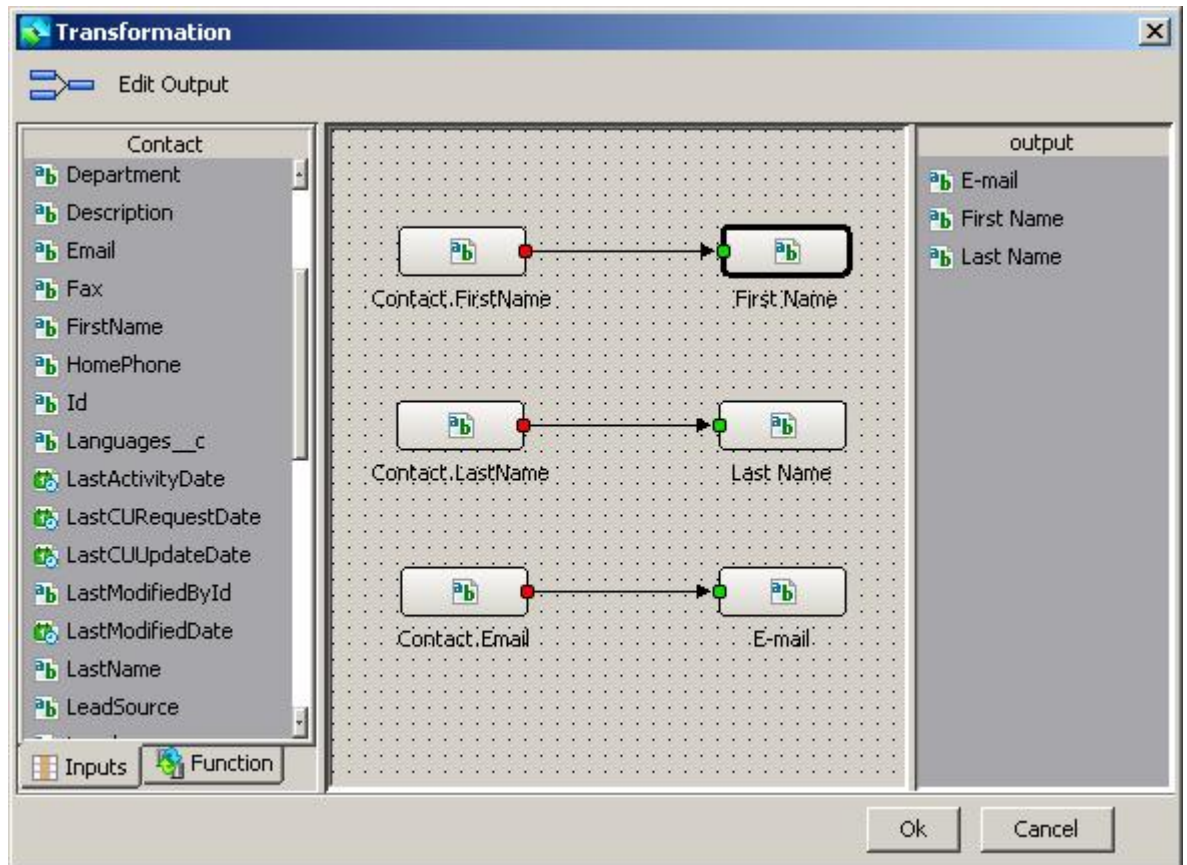 Transformation
Edit Output
Contact
Department
Description
Email
Fax
FirstName
HomePhone
Id
Languages__c
LastActivityDate
LastCURequestDate
LastCUUpdateDate
LastModifiedById
LastModifiedDate
LastName
LeadSource
Inputs
Function
Contact.FirstName
First Name
Contact.LastName
Last Name
Contact.Email
E-mail
output
E-mail
First Name
Last Name
Ok
Cancel